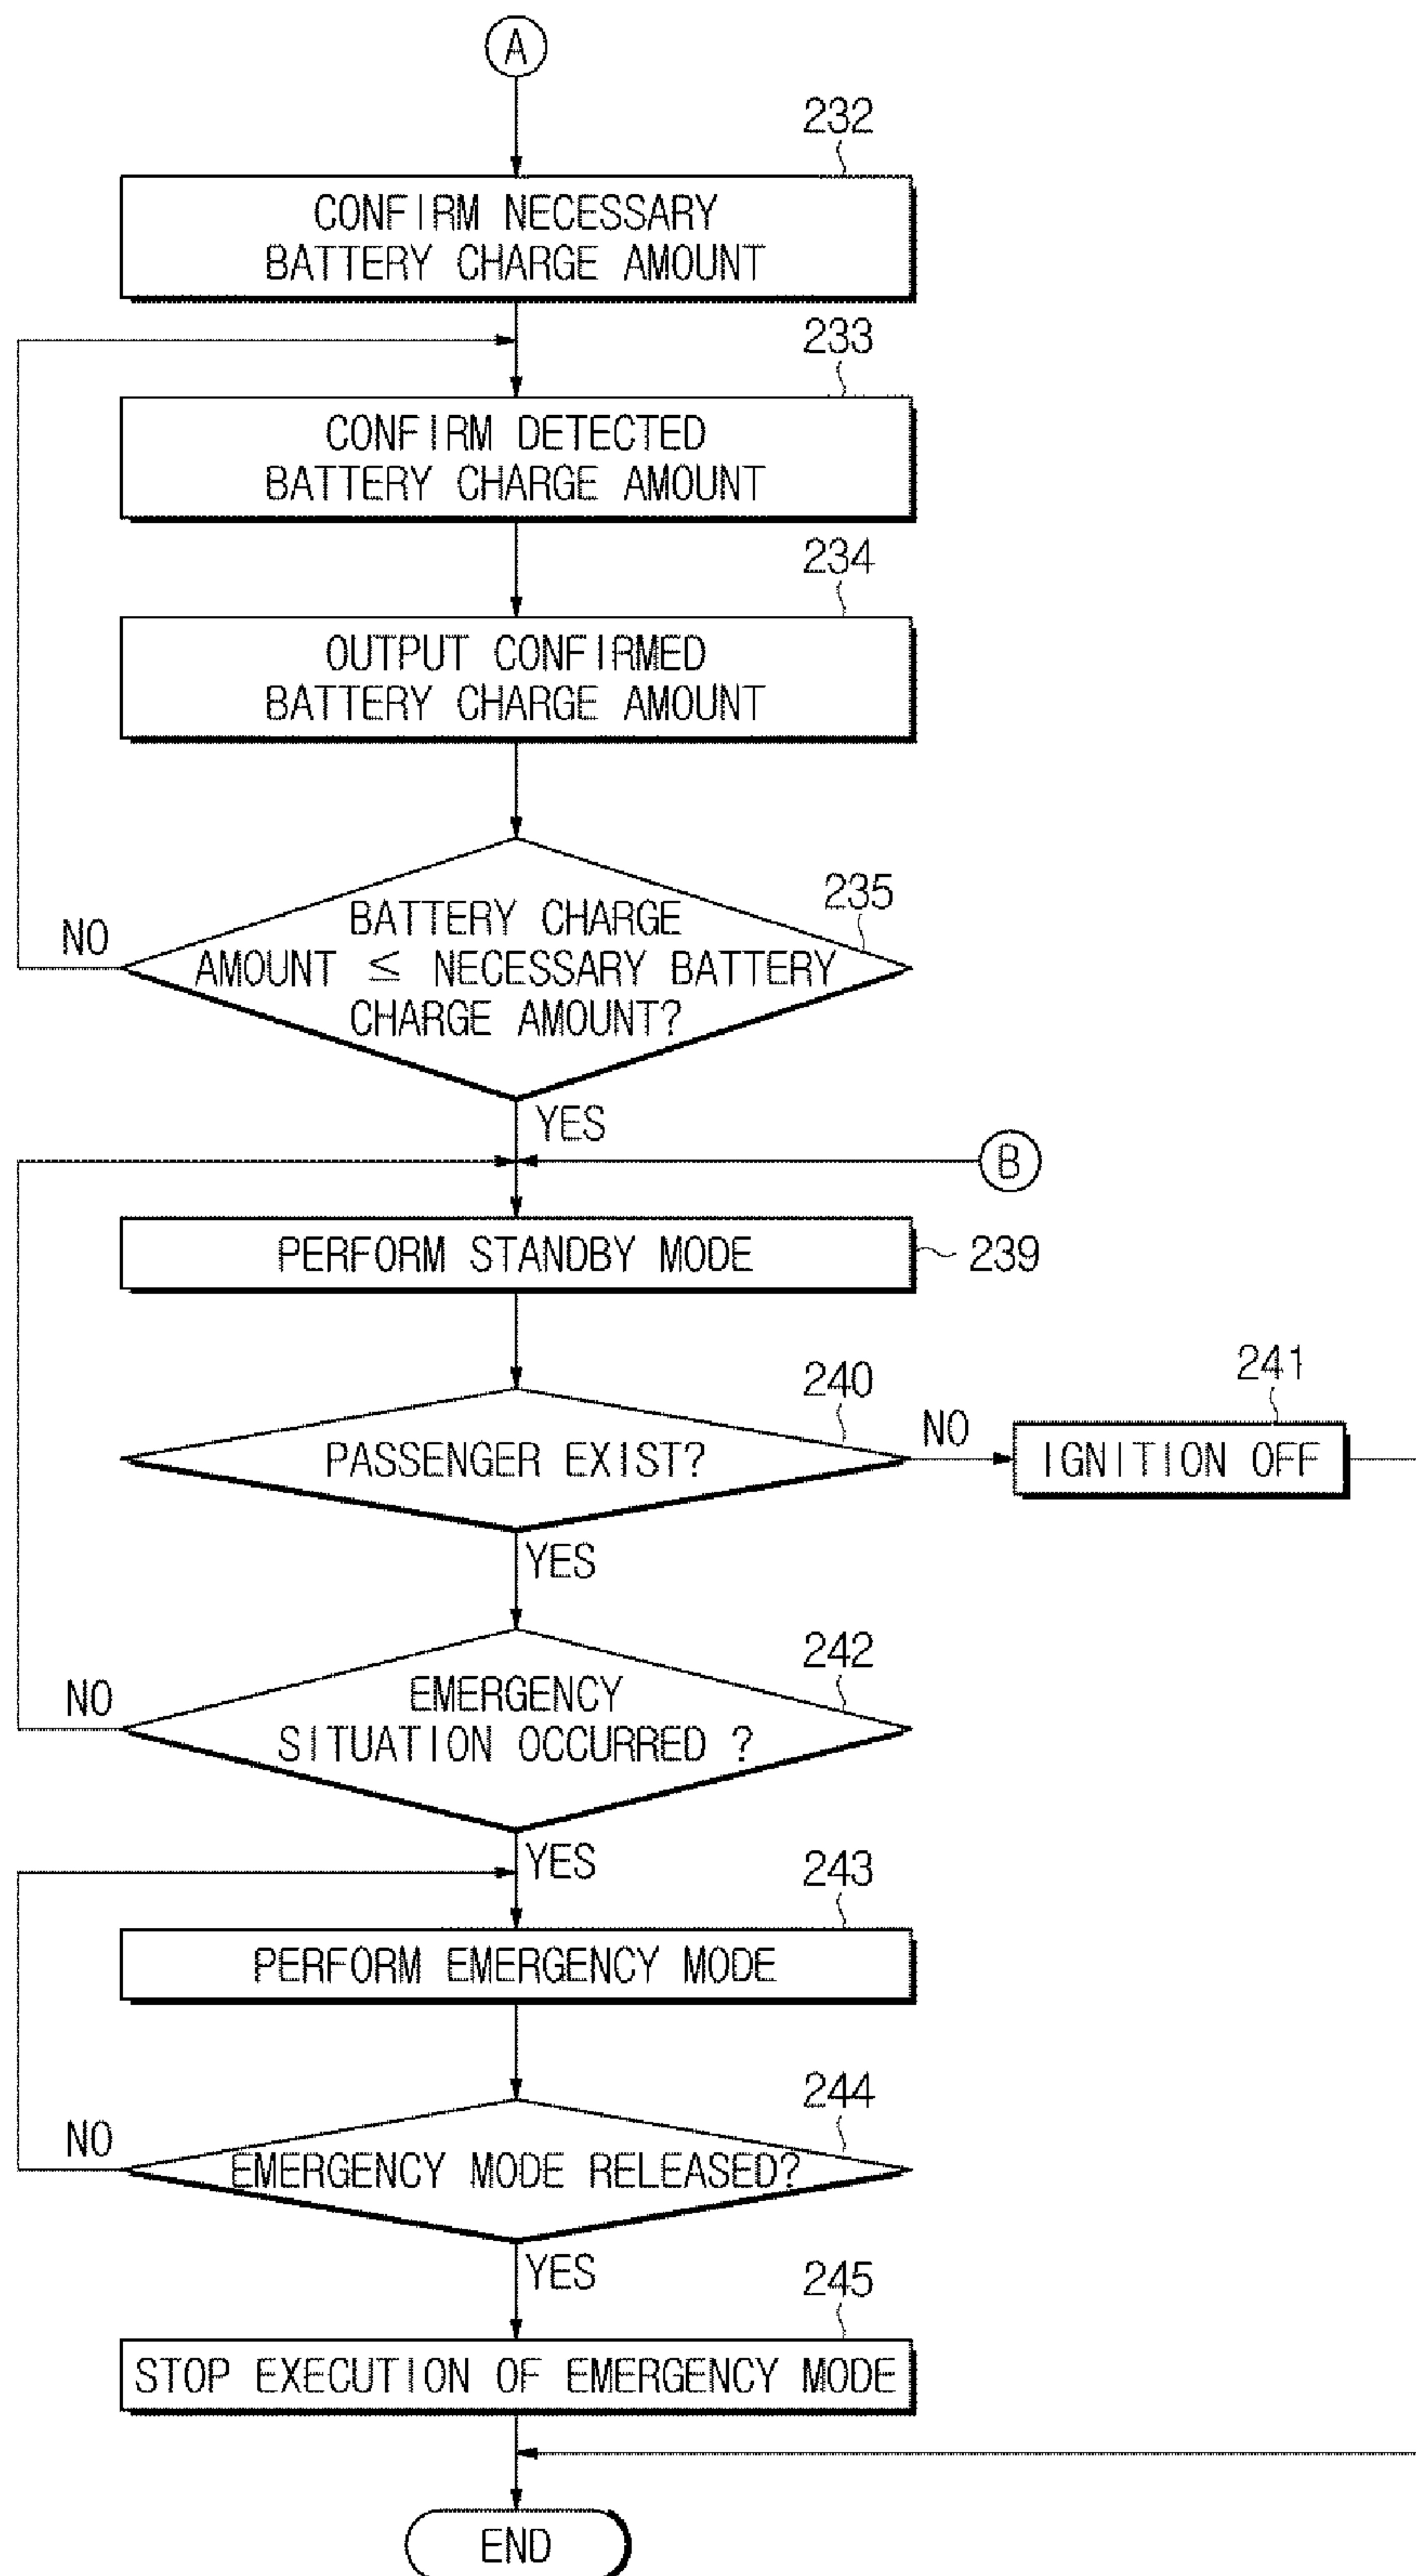 A
232
CONFIRM NECESSARY
BATTERY CHARGE AMOUNT
233
CONFIRM DETECTED
BATTERY CHARGE AMOUNT
234
OUTPUT CONFIRMED
BATTERY CHARGE AMOUNT
235
BATTERY CHARGE
AMOUNT ≤ NECESSARY BATTERY
CHARGE AMOUNT?
NO
YES
B
PERFORM STANDBY MODE
239
240
PASSENGER EXIST?
NO
241
IGNITION OFF
YES
242
EMERGENCY
SITUATION OCCURRED ?
NO
YES
243
PERFORM EMERGENCY MODE
244
EMERGENCY MODE RELEASED?
NO
YES
245
STOP EXECUTION OF EMERGENCY MODE
END